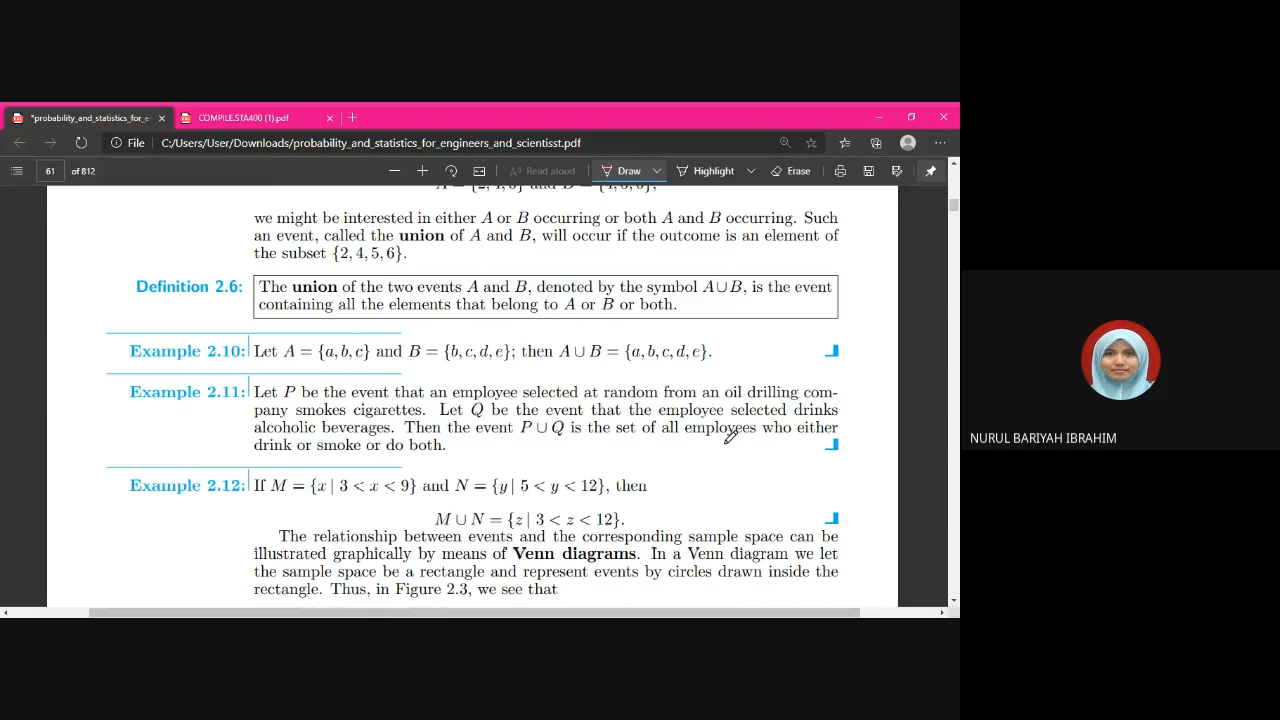 *probability_and_statistics_for_e
COMPILE.STA400 (1).pdf
File
C:/Users/User/Downloads/probability_and_statistics_for_engineers_and_scientisst.pdf
61 of 812
Read aloud
Draw
Highlight
Erase
we might be interested in either A or B occurring or both A and B occurring. Such
an event, called the union of A and B, will occur if the outcome is an element of
the subset {2, 4, 5, 6}.
Definition 2.6: The union of the two events A and B, denoted by the symbol A∪B, is the event
containing all the elements that belong to A or B or both.
Example 2.10: Let A = {a, b, c} and B = {b, c, d, e}; then A ∪ B = {a, b, c, d, e}.
Example 2.11: Let P be the event that an employee selected at random from an oil drilling com-
pany smokes cigarettes. Let Q be the event that the employee selected drinks
alcoholic beverages. Then the event P ∪ Q is the set of all employees who either
drink or smoke or do both.
Example 2.12: If M = {x | 3 < x < 9} and N = {y | 5 < y < 12}, then
M ∪ N = {z | 3 < z < 12}.
The relationship between events and the corresponding sample space can be
illustrated graphically by means of Venn diagrams. In a Venn diagram we let
the sample space be a rectangle and represent events by circles drawn inside the
rectangle. Thus, in Figure 2.3, we see that
NURUL BARIYAH IBRAHIM